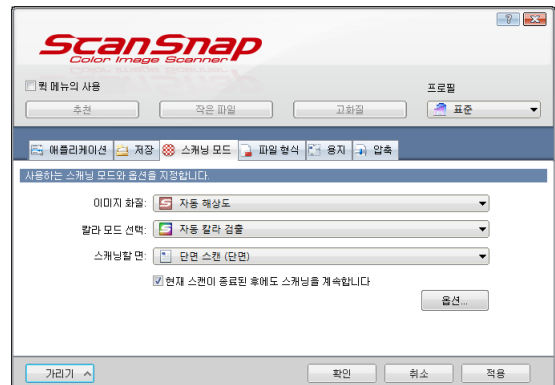 ScanSnap
Color Image Scanner
퀵 메뉴의 사용
프로필
추천 작은 파일 고화질 표준
애플리케이션 저장 스캐닝 모드 파일 형식 용지 압축
사용하는 스캐닝 모드와 옵션을 지정합니다.
이미지 화질: 자동 해상도
칼라 모드 선택: 자동 칼라 검출
스캐닝할 면: 단면 스캔 (단면)
현재 스캔이 종료된 후에도 스캐닝을 계속합니다
옵션...
가리기 확인 취소 적용